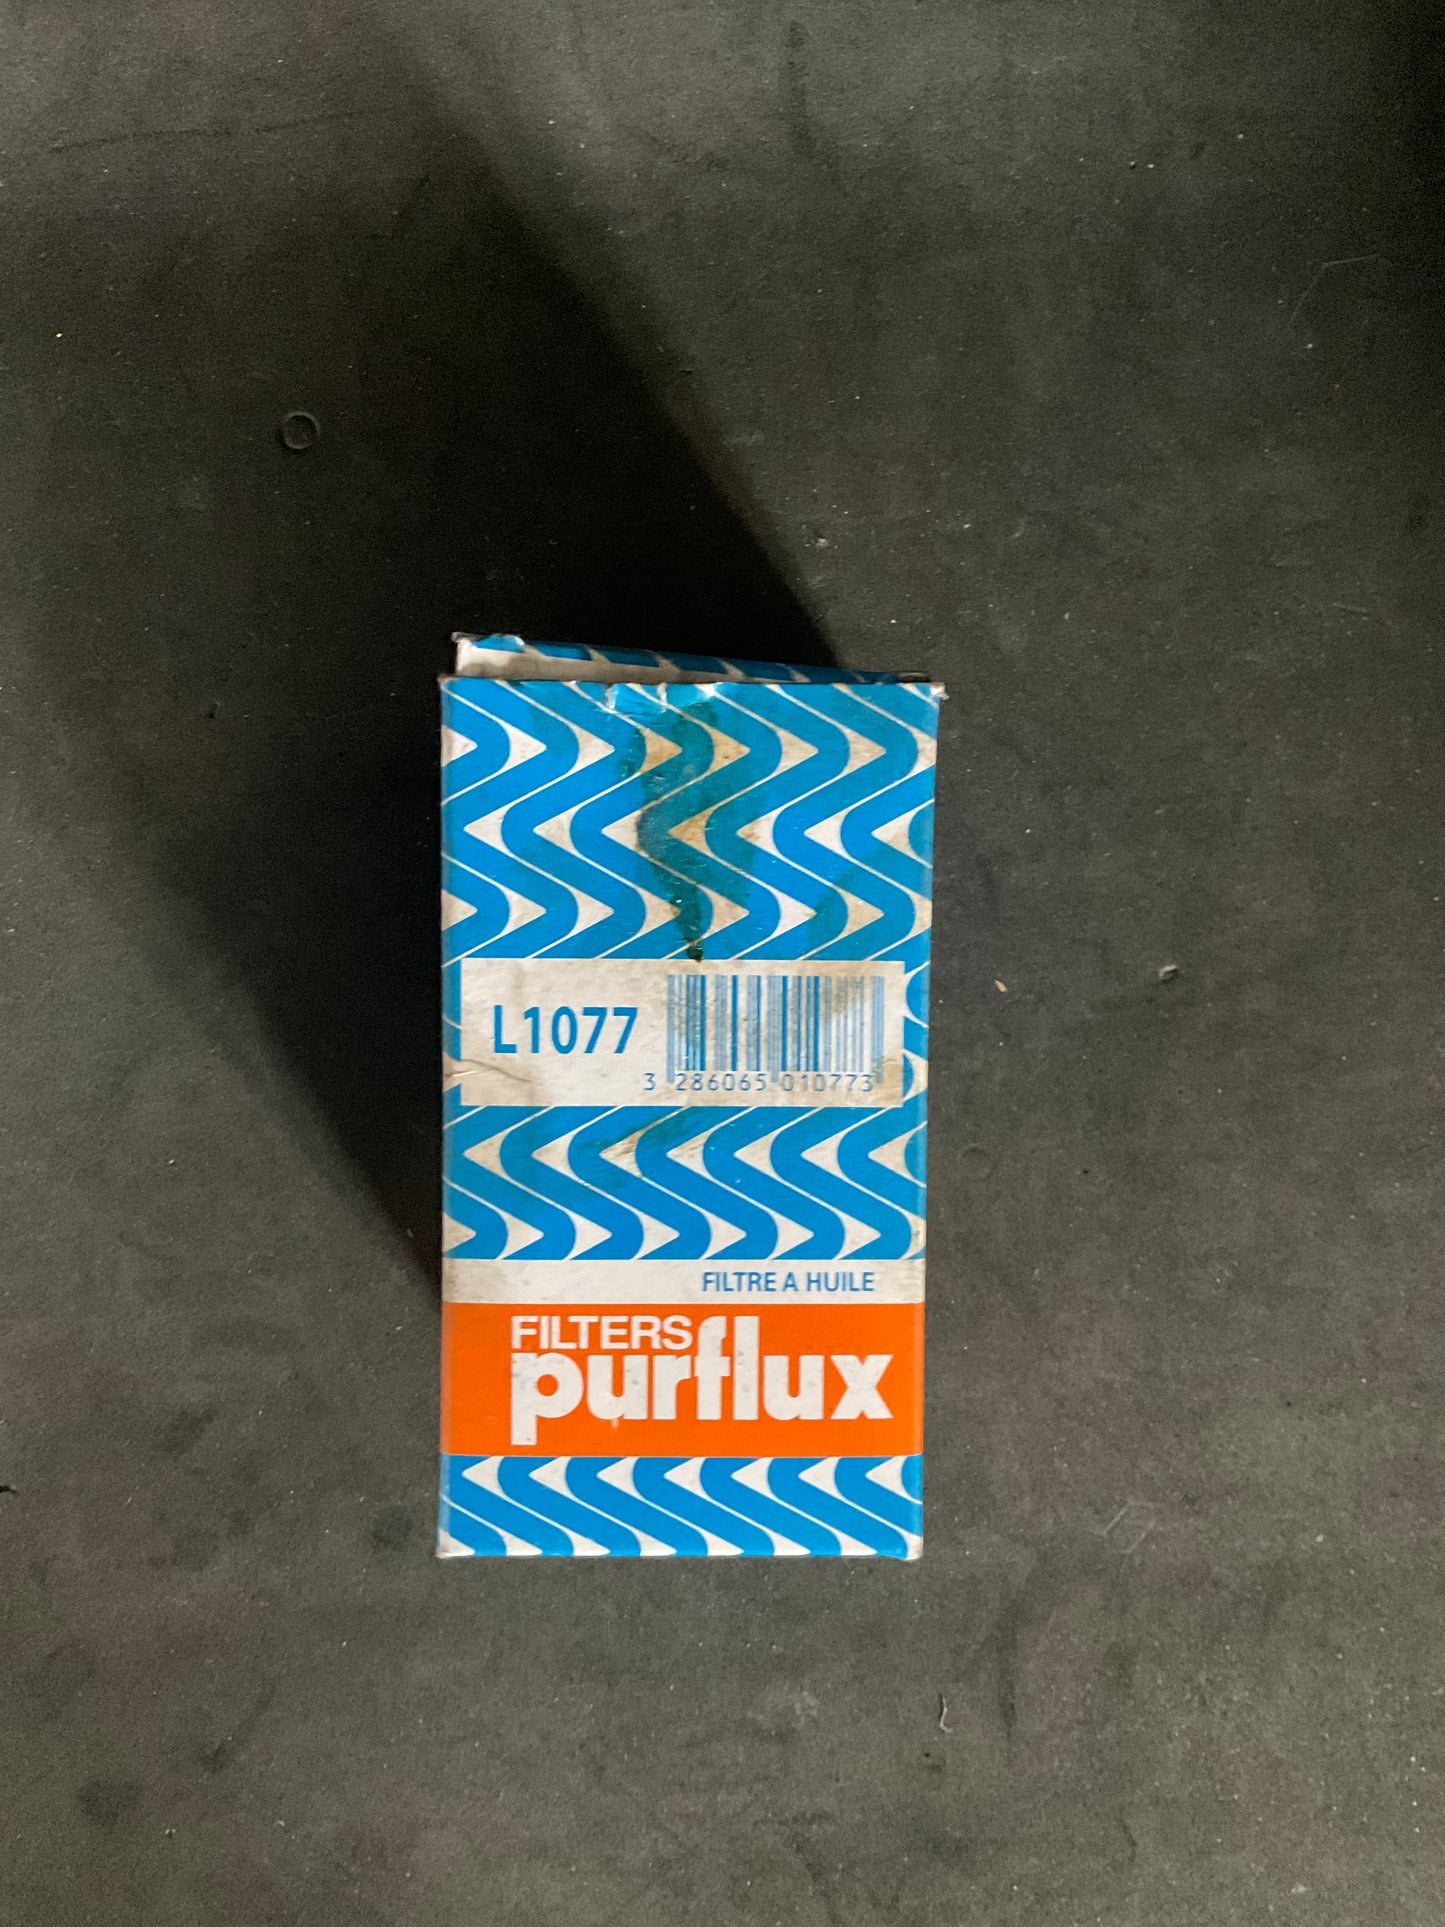 L1077
3 286065 010773
FILTRE A HUILE
FILTERS
purflux